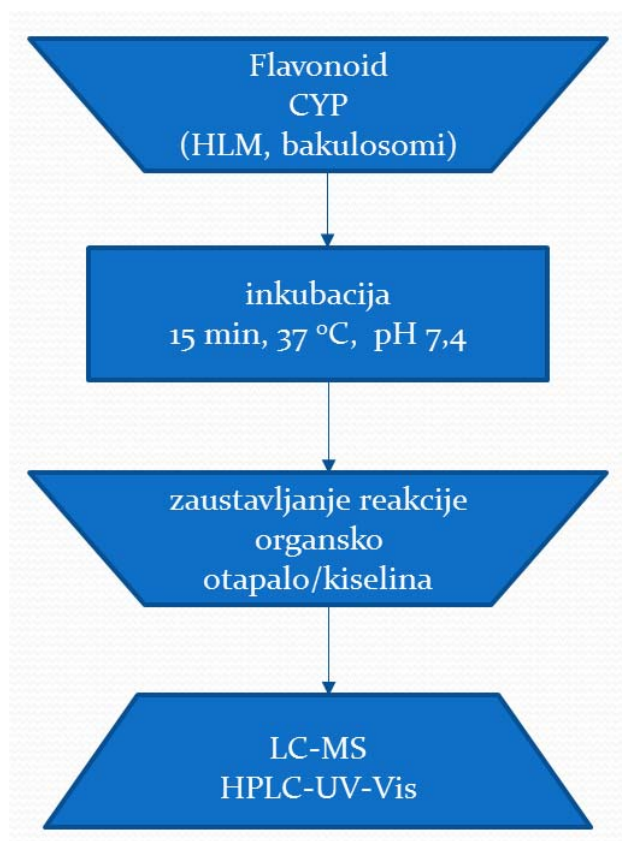 Flavonoid
CYP
(HLM, bakulosomi)
inkubacija
15 min, 37 °C, pH 7,4
zaustavljanje reakcije
organsko
otapalo/kiselina
LC-MS
HPLC-UV-Vis